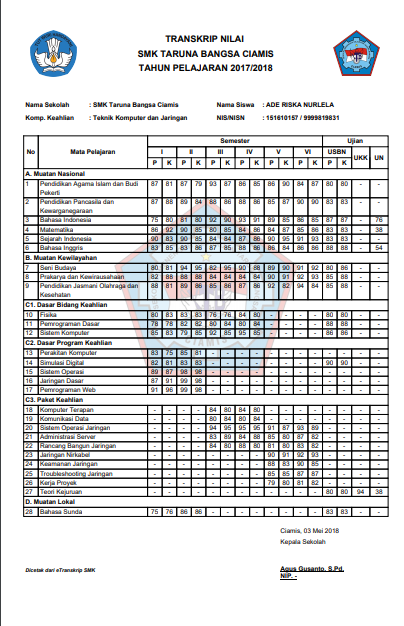 TRANSKRIP NILAI
SMK TARUNA BANGSA CIAMIS
TAHUN PELAJARAN 2017/2018
Nama Sekolah : SMK Taruna Bangsa Ciamis Nama Siswa : ADE RISKA NURLELA
Komp. Keahlian : Teknik Komputer dan Jaringan NIS/NISN : 151610157 / 9999819831
No Mata Pelajaran Semester Ujian
I II III IV V VI USBN UKK UN
P K P K P K P K P K P K P K
A. Muatan Nasional
1 Pendidikan Agama Islam dan Budi Pekerti 87 81 87 79 93 87 86 85 86 90 84 87 80 80 - -
2 Pendidikan Pancasila dan Kewarganegaraan 87 88 89 84 88 86 88 85 85 87 90 90 83 83 - -
3 Bahasa Indonesia 75 80 81 80 92 90 93 91 89 85 86 85 87 87 - 76
4 Matematika 86 92 90 85 80 85 84 86 84 87 85 86 83 83 - 38
5 Sejarah Indonesia 90 83 90 85 84 84 87 86 90 95 91 93 83 83 - -
6 Bahasa Inggris 83 85 83 86 87 85 88 86 84 86 86 86 88 88 - 54
B. Muatan Kewilayahan
7 Seni Budaya 80 81 94 95 82 95 90 88 89 90 91 92 80 86 - -
8 Prakarya dan Kewirausahaan 82 88 88 88 84 84 84 84 90 91 92 93 85 88 - -
9 Pendidikan Jasmani Olahraga dan Kesehatan 88 81 89 86 85 86 87 86 92 82 94 84 85 88 - -
C1. Dasar Bidang Keahlian
10 Fisika 80 83 83 83 76 76 84 80 - - - - 80 80 - -
11 Pemrograman Dasar 78 78 82 82 80 84 80 84 - - - - 88 88 - -
12 Sistem Komputer 82 83 79 85 92 85 95 85 - - - - 86 86 - -
C2. Dasar Program Keahlian
13 Perakitan Komputer 83 75 85 81 - - - - - - - - - - - -
14 Simulasi Digital 82 81 83 83 - - - - - - - - 90 90 - -
15 Sistem Operasi 89 87 98 98 - - - - - - - - - - - -
16 Jaringan Dasar 87 91 99 98 - - - - - - - - - - - -
17 Pemrograman Web 91 96 99 98 - - - - - - - - - - - -
C3. Paket Keahlian
18 Komputer Terapan - - - - 84 80 84 80 - - - - - - - -
19 Komunikasi Data - - - - 80 84 80 84 - - - - - - - -
20 Sistem Operasi Jaringan - - - - 94 95 95 95 91 87 93 89 - - - -
21 Administrasi Server - - - - 83 89 84 88 85 80 87 82 - - - -
22 Rancang Bangun Jaringan - - - - 84 80 88 80 81 80 83 82 - - - -
23 Jaringan Nirkabel - - - - - - - - 90 91 92 93 - - - -
24 Keamanan Jaringan - - - - - - - - 88 83 90 85 - - - -
25 Troubleshooting Jaringan - - - - - - - - 85 85 87 87 - - - -
26 Kerja Proyek - - - - - - - - 79 80 81 82 - - - -
27 Teori Kejuruan - - - - - - - - - - - - 80 80 94 38
D. Muatan Lokal
28 Bahasa Sunda 75 76 86 86 - - - - - - - - 83 83 - -
Ciamis, 03 Mei 2018
Kepala Sekolah
Dicetak dari eTranskrip SMK
Agus Gusanto, S.Pd.
NIP. -